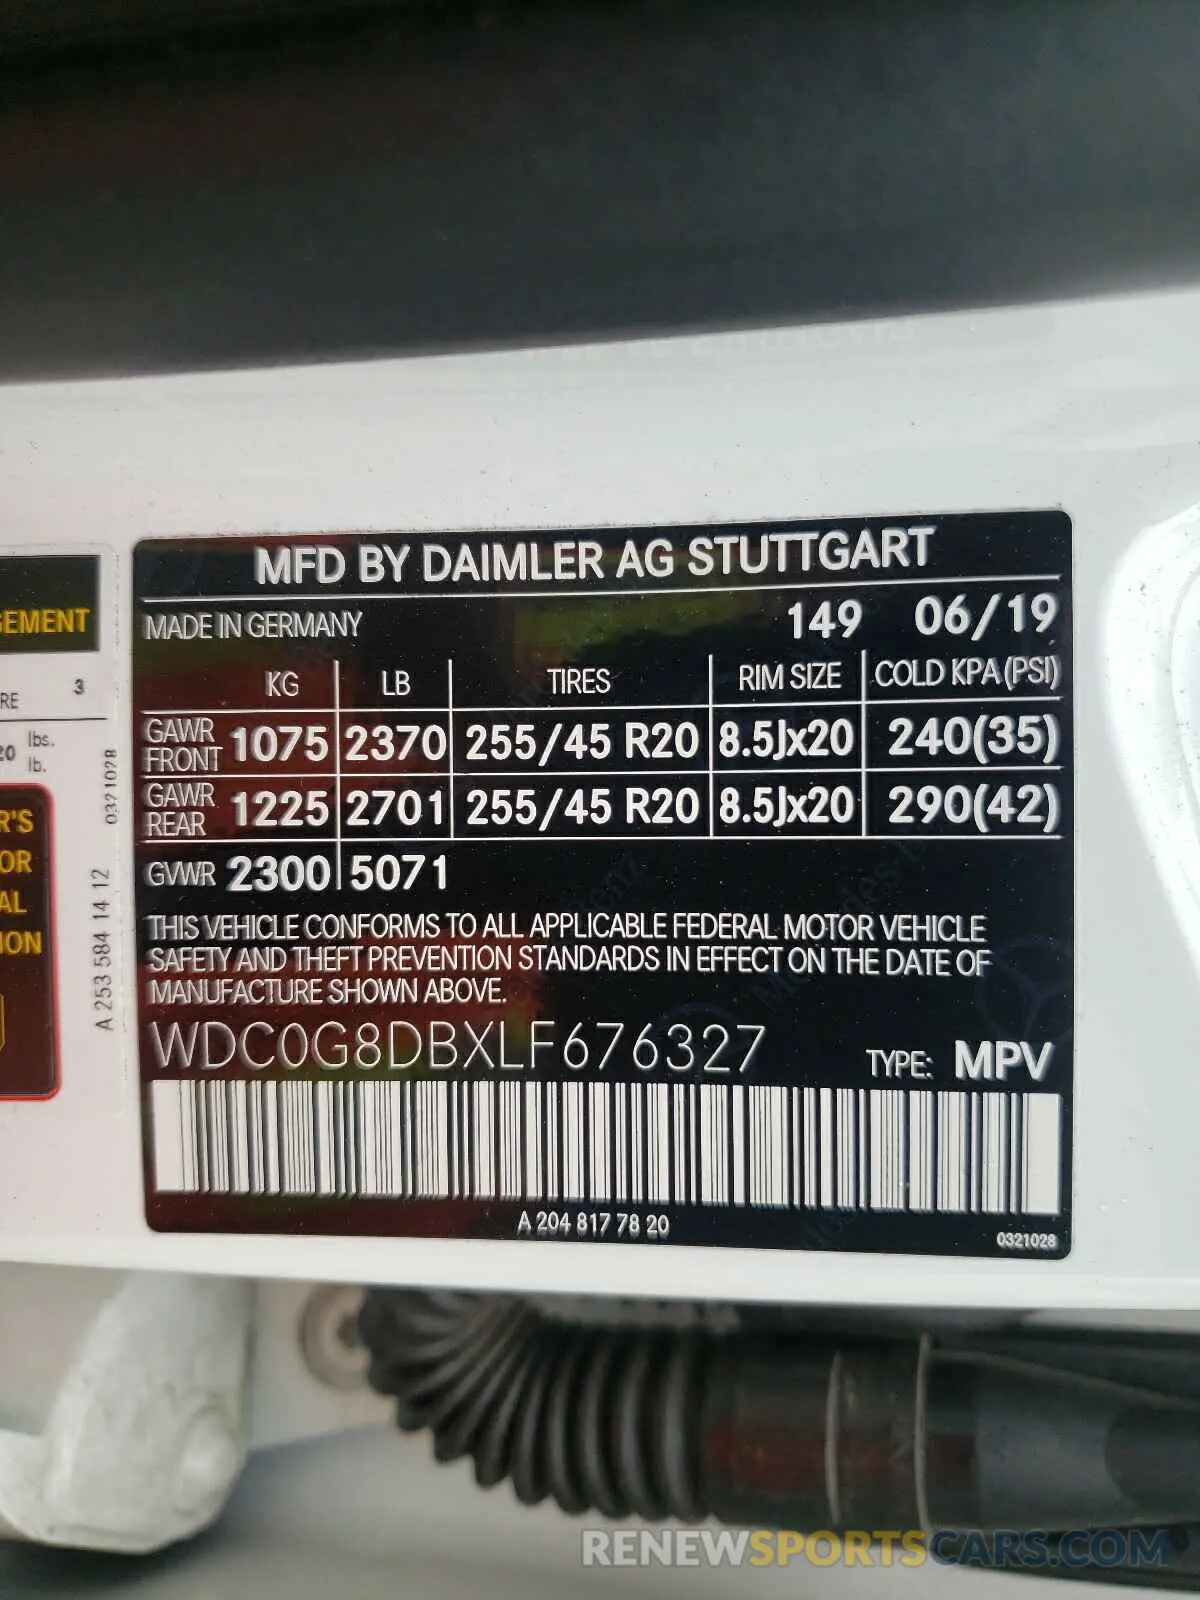 MFD BY DAIMLER AG STUTTGART
MADE IN GERMANY 149 06/19
KG LB TIRES RIM SIZE COLD KPA(PSI)
GAWR FRONT 1075 2370 255/45 R20 8.5Jx20 240(35)
GAWR REAR 1225 2701 255/45 R20 8.5Jx20 290(42)
GVWR 2300 5071
THIS VEHICLE CONFORMS TO ALL APPLICABLE FEDERAL MOTOR VEHICLE
SAFETY AND THEFT PREVENTION STANDARDS IN EFFECT ON THE DATE OF
MANUFACTURE SHOWN ABOVE.
WDC0G8DBXLF676327 TYPE: MPV
A 204 817 78 20
0321028
EMENT
RE 3
20 lbs.
lb.
R'S
OR
AL
ION
A 253 584 14 12 0321028
RENEWSPORTSCARS.COM